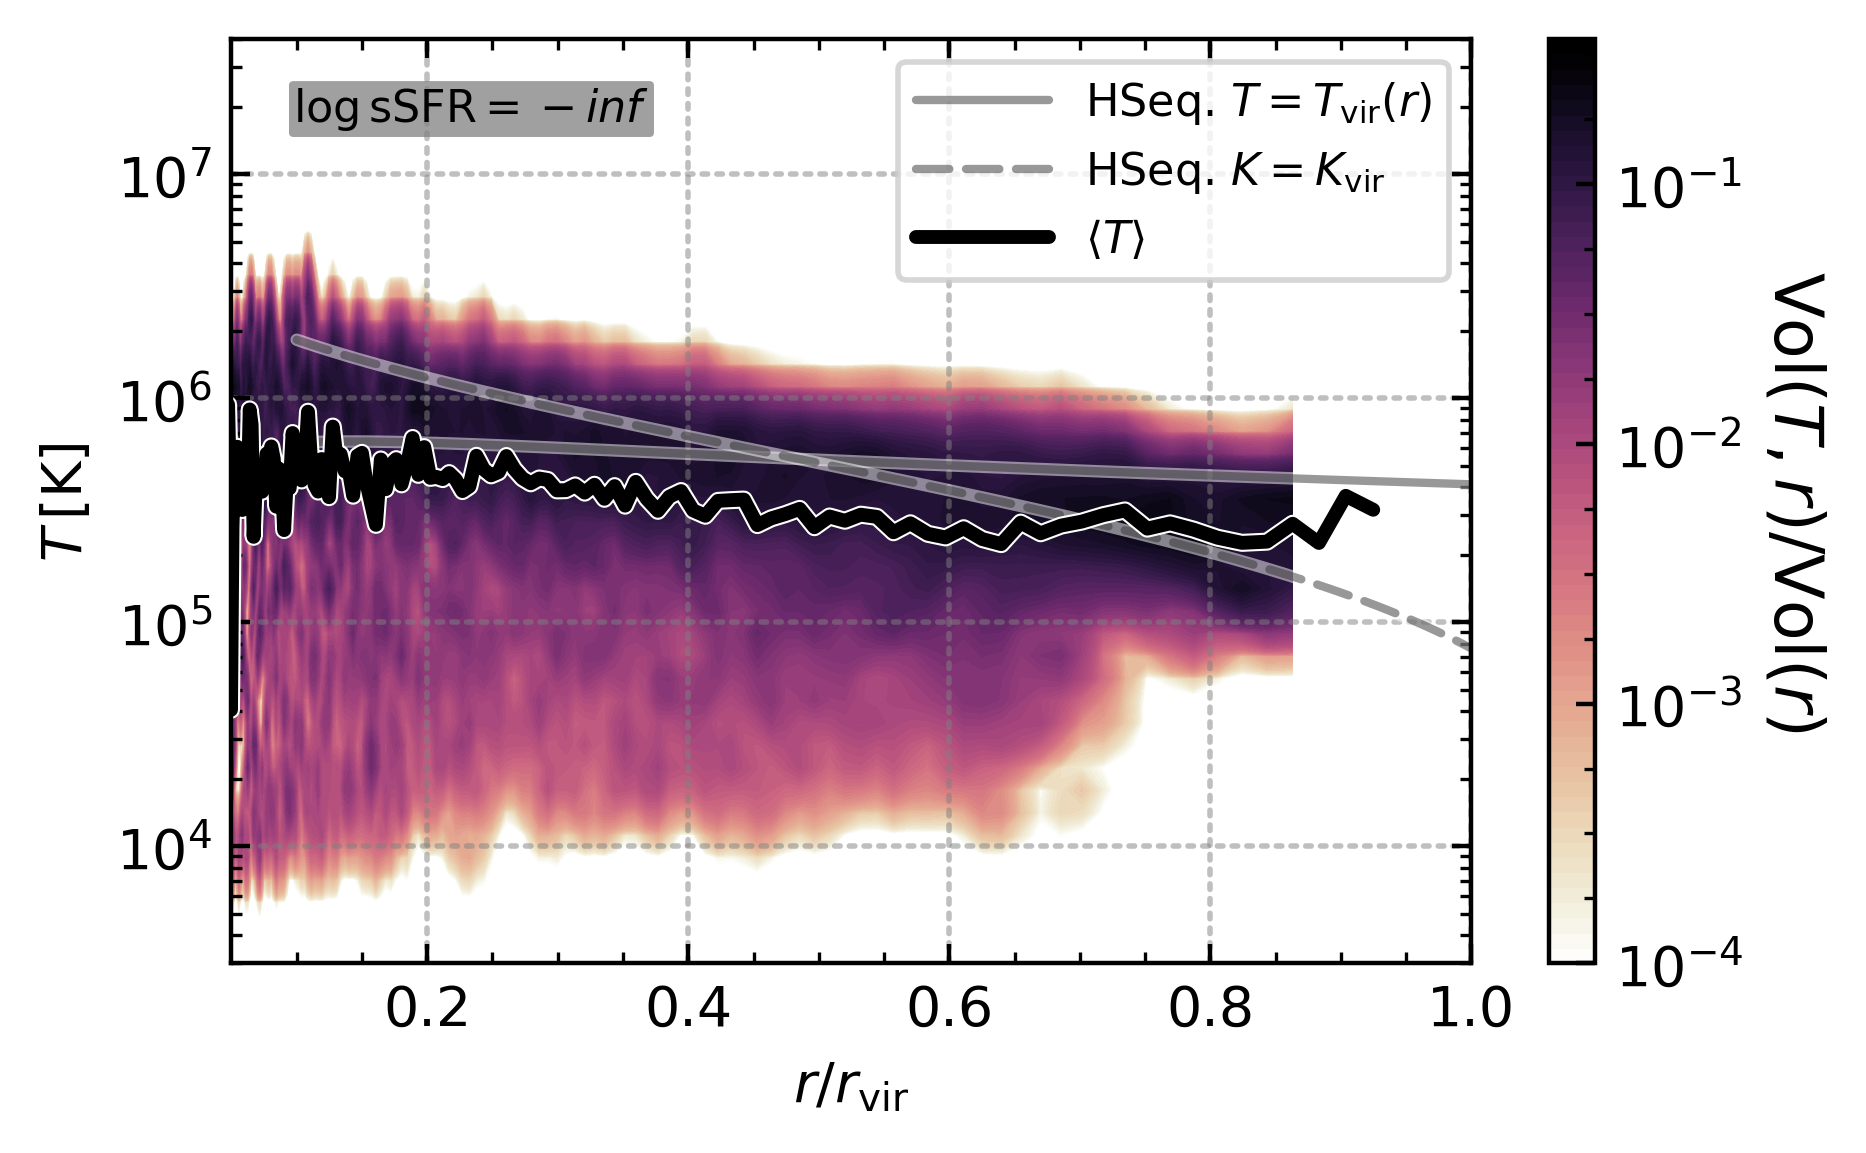 log sSFR = −inf
HSeq. T = T_vir(r)
HSeq. K = K_vir
⟨T⟩
10^7
10^6
10^5
10^4
T [K]
0.2 0.4 0.6 0.8 1.0
r/r_vir
10^−1
10^−2
10^−3
10^−4
Vol(T, r)/Vol(r)